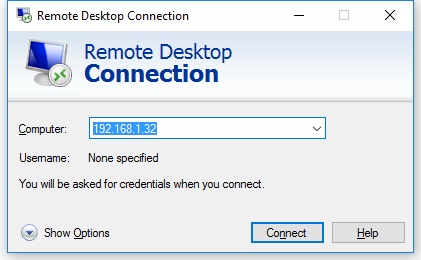 Remote Desktop Connection
Remote Desktop
Connection
Computer: 192.168.1.32
Username: None specified
You will be asked for credentials when you connect.
Show Options Connect Help